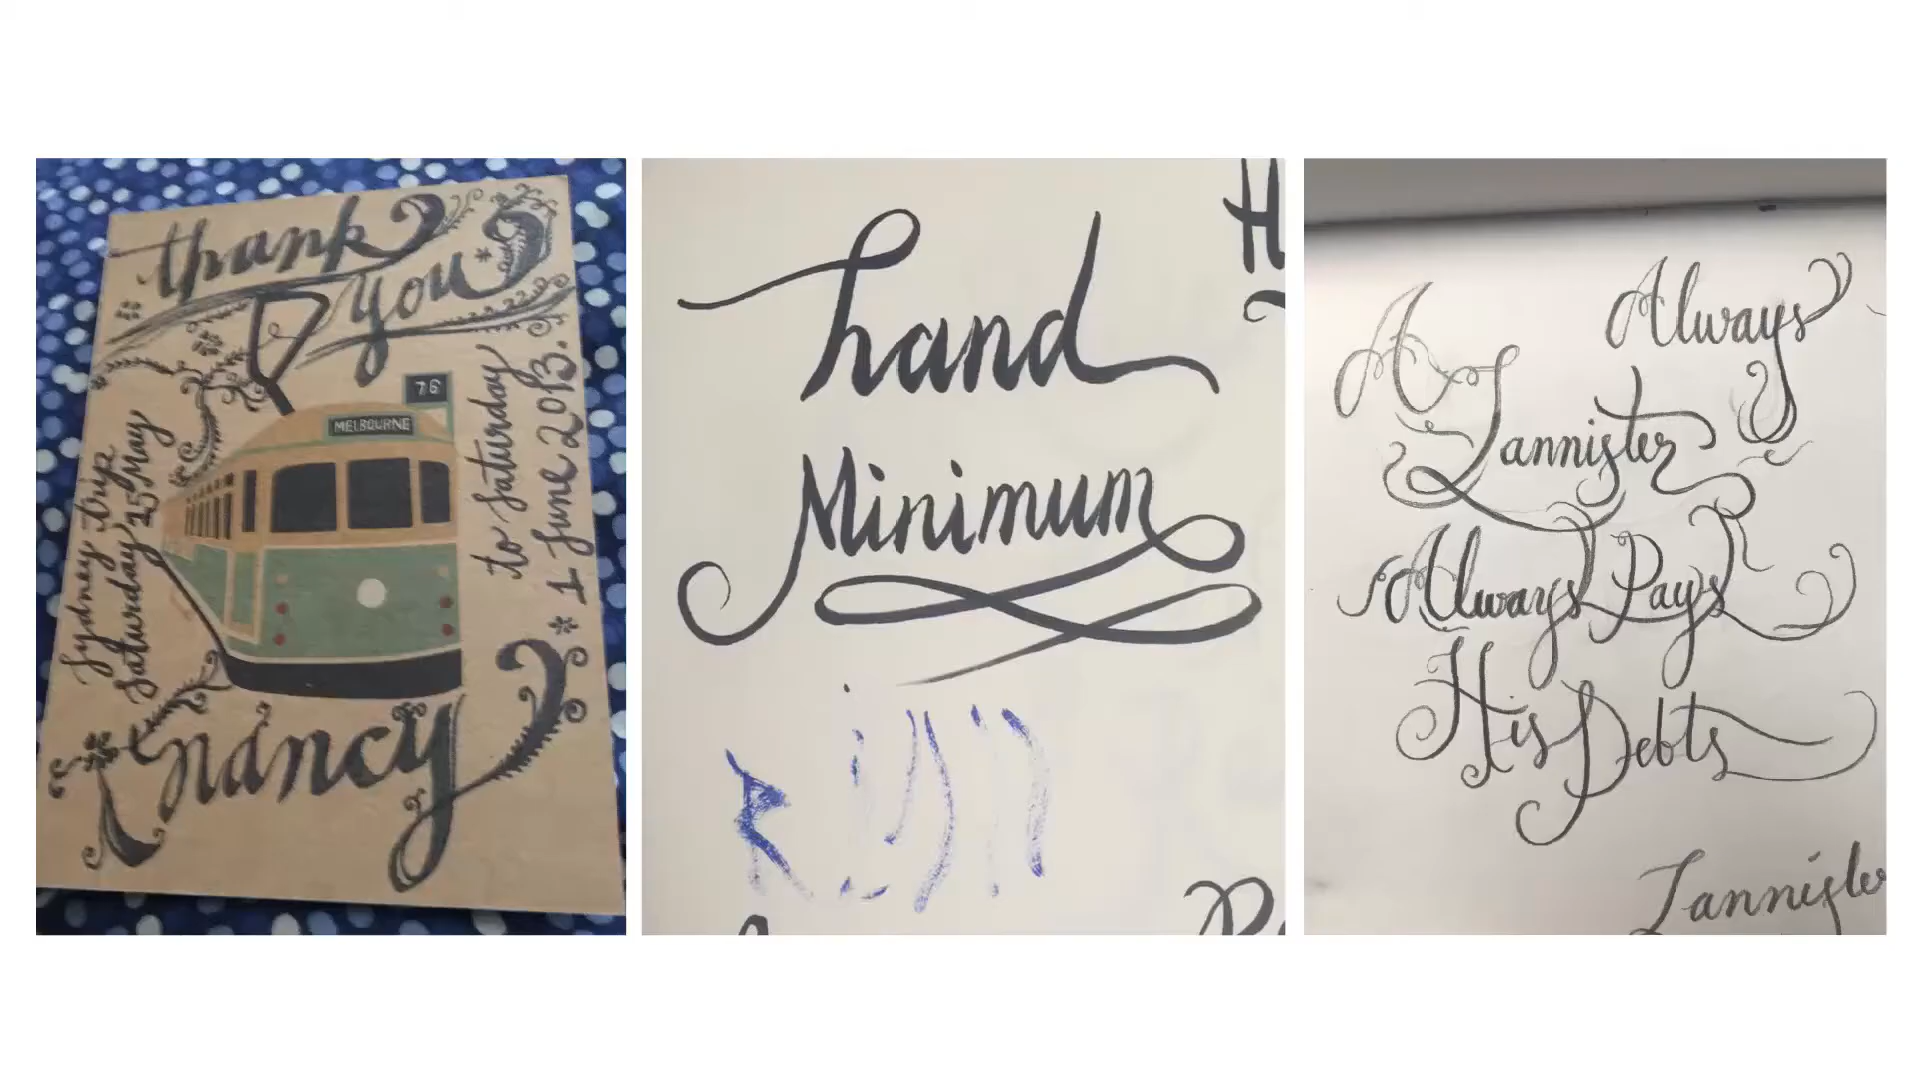 thank
you
76
MELBOURNE
Sydney trip
Saturday 25 May
to Saturday
1 June 2013.
nancy
H
hand
Minimum
A
Always
Lannister
Always Pays
His Debts
Lannister